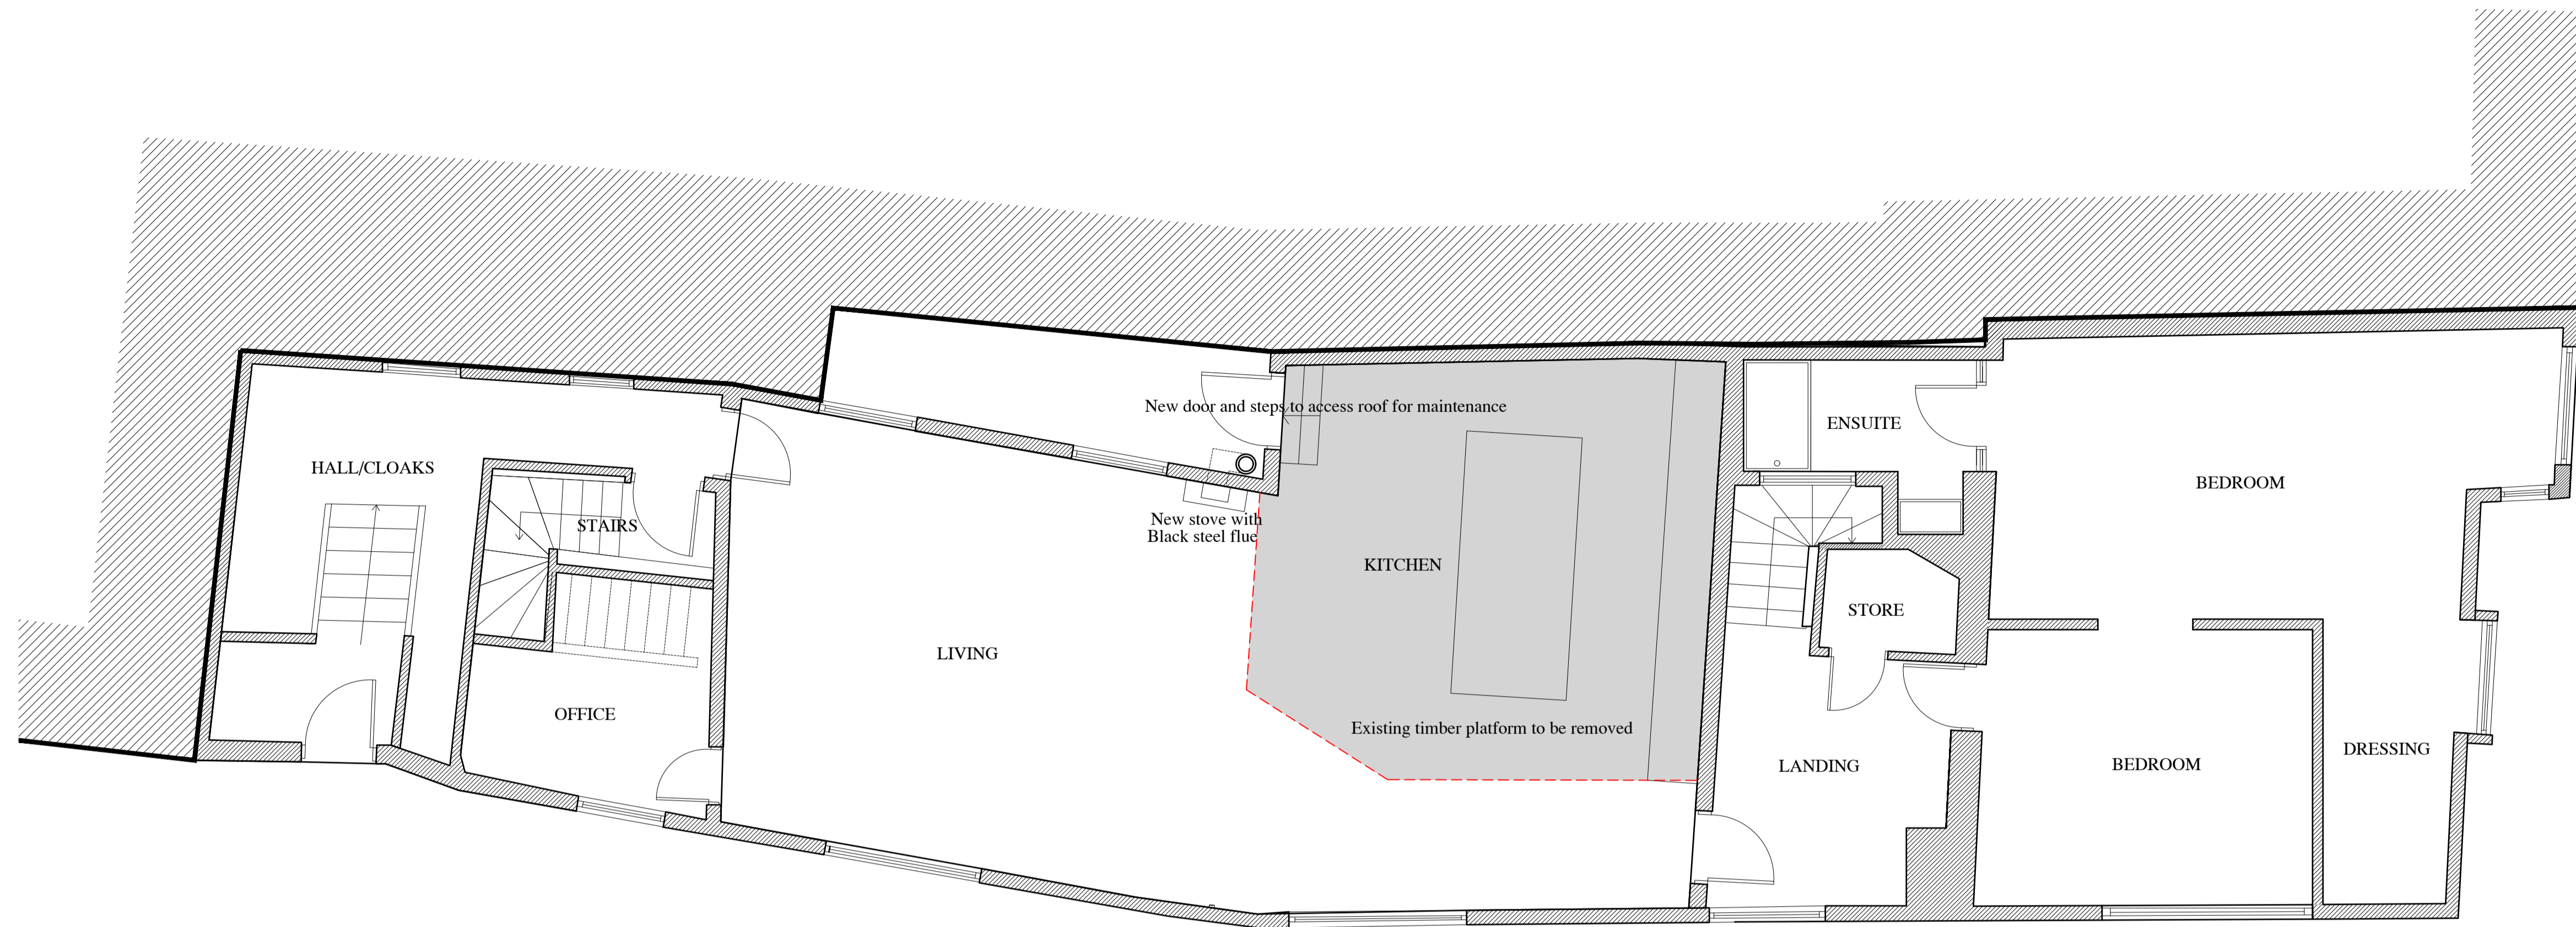 New door and steps to access roof for maintenance
ENSUITE
HALL/CLOAKS
BEDROOM
STAIRS
New stove with
Black steel flue
KITCHEN
STORE
LIVING
OFFICE
Existing timber platform to be removed
LANDING
BEDROOM
DRESSING